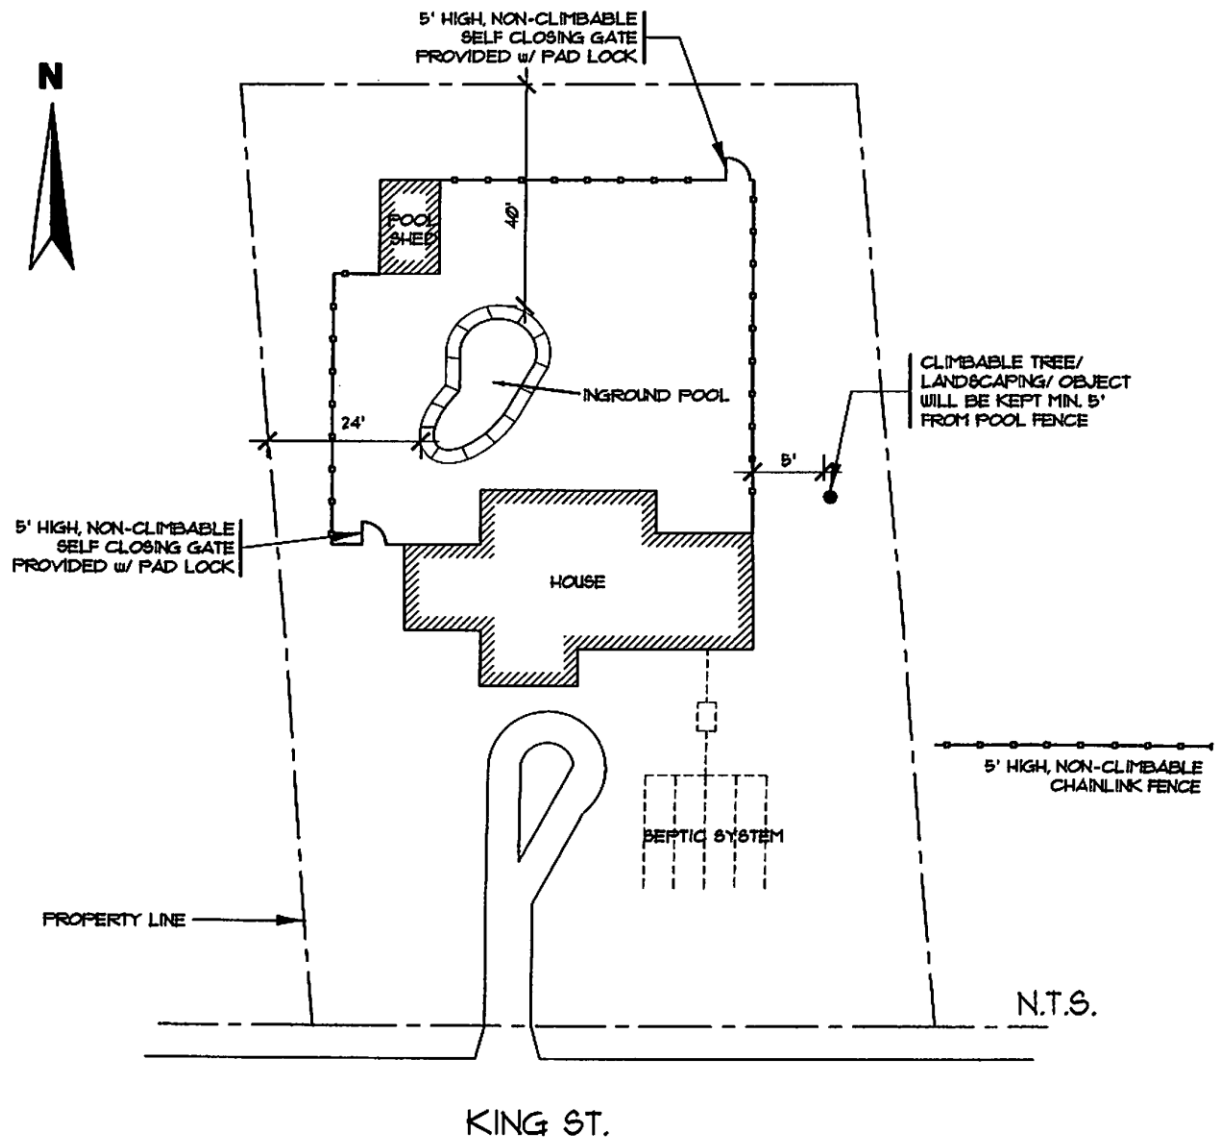 5' HIGH, NON-CLIMBABLE
SELF CLOSING GATE
PROVIDED w/ PAD LOCK
N
POOL
SHED
40'
CLIMBABLE TREE/
LANDSCAPING/ OBJECT
WILL BE KEPT MIN. 5'
FROM POOL FENCE
INGROUND POOL
24'
5'
5' HIGH, NON-CLIMBABLE
SELF CLOSING GATE
PROVIDED w/ PAD LOCK
HOUSE
5' HIGH, NON-CLIMBABLE
CHAINLINK FENCE
SEPTIC SYSTEM
PROPERTY LINE
N.T.S.
KING ST.